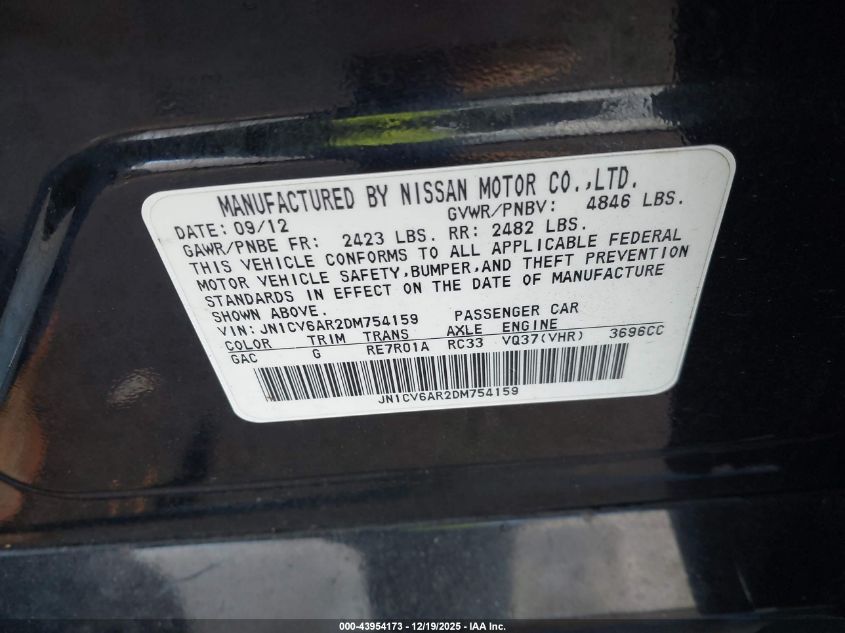 MANUFACTURED BY NISSAN MOTOR CO.,LTD.
DATE: 09/12 GVWR/PNBV: 4846 LBS.
GAWR/PNBE FR: 2423 LBS. RR: 2482 LBS.
THIS VEHICLE CONFORMS TO ALL APPLICABLE FEDERAL
MOTOR VEHICLE SAFETY,BUMPER,AND THEFT PREVENTION
STANDARDS IN EFFECT ON THE DATE OF MANUFACTURE
SHOWN ABOVE.
VIN: JN1CV6AR2DM754159 PASSENGER CAR
COLOR TRIM TRANS AXLE ENGINE
GAC G RE7R01A RC33 VQ37(VHR) 3696CC
JN1CV6AR2DM754159
000-43954173 - 12/19/2025 - IAA Inc.